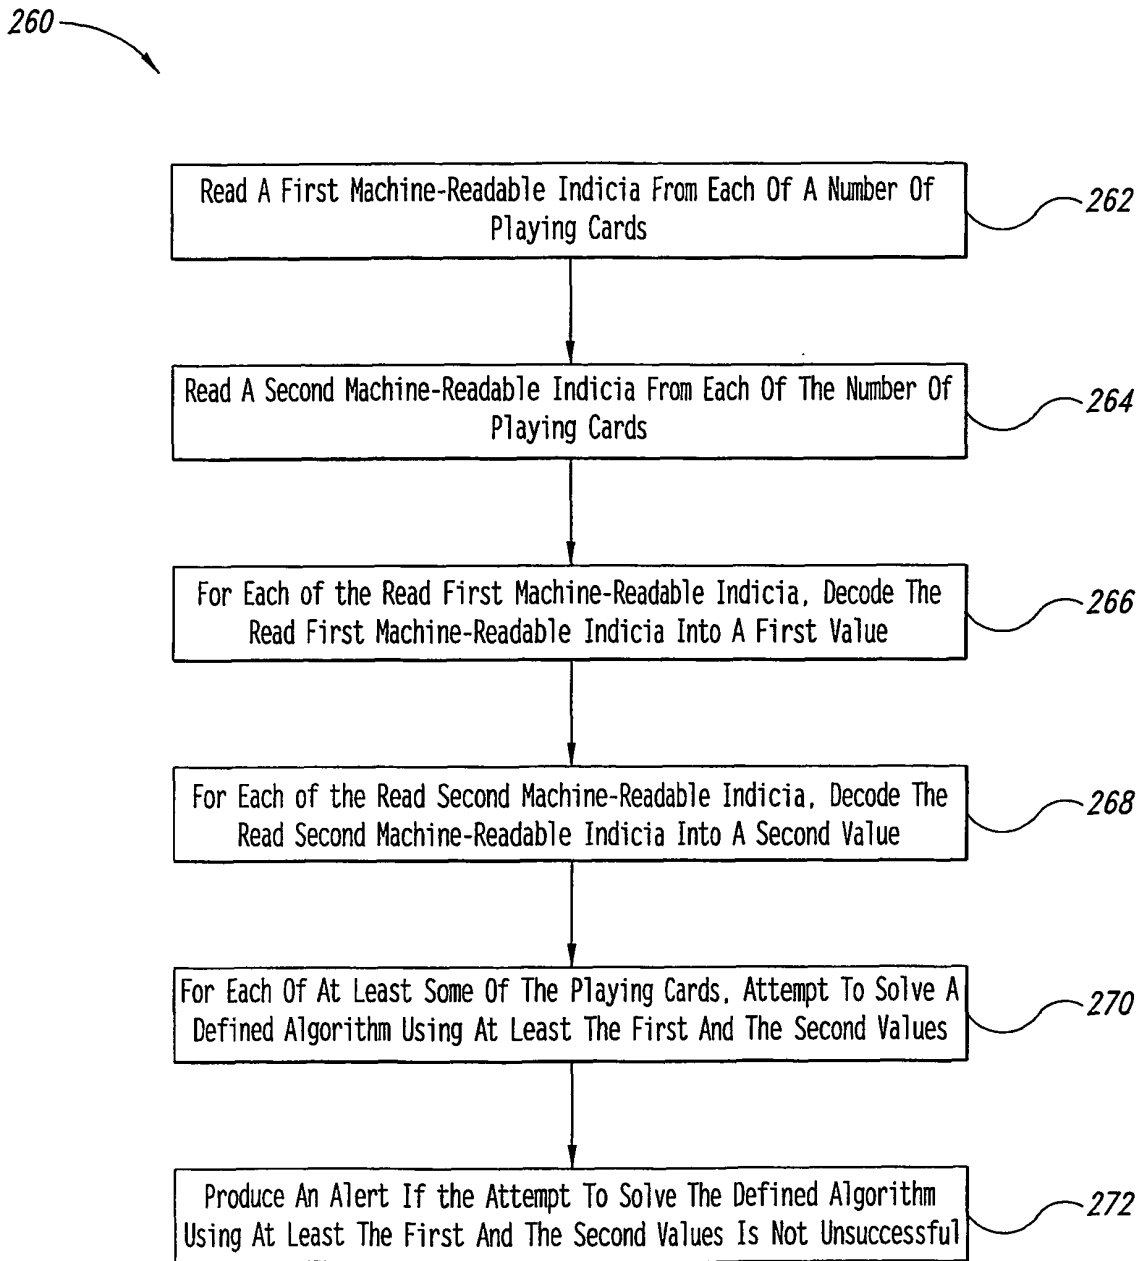 260
Read A First Machine-Readable Indicia From Each Of A Number Of
Playing Cards
262
Read A Second Machine-Readable Indicia From Each Of The Number Of
Playing Cards
264
For Each of the Read First Machine-Readable Indicia, Decode The
Read First Machine-Readable Indicia Into A First Value
266
For Each of the Read Second Machine-Readable Indicia, Decode The
Read Second Machine-Readable Indicia Into A Second Value
268
For Each Of At Least Some Of The Playing Cards, Attempt To Solve A
Defined Algorithm Using At Least The First And The Second Values
270
Produce An Alert If the Attempt To Solve The Defined Algorithm
Using At Least The First And The Second Values Is Not Unsuccessful
272